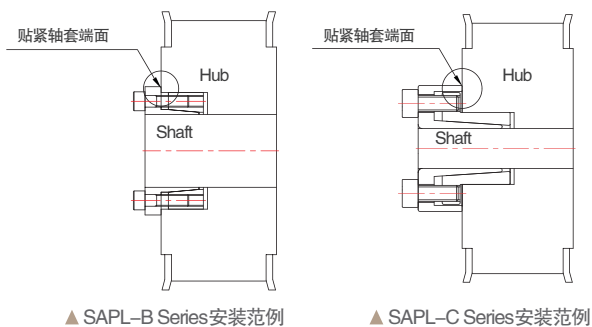 贴紧轴套端面
Hub
Shaft
▲ SAPL–B Series安装范例
贴紧轴套端面
Hub
Shaft
▲ SAPL–C Series安装范例